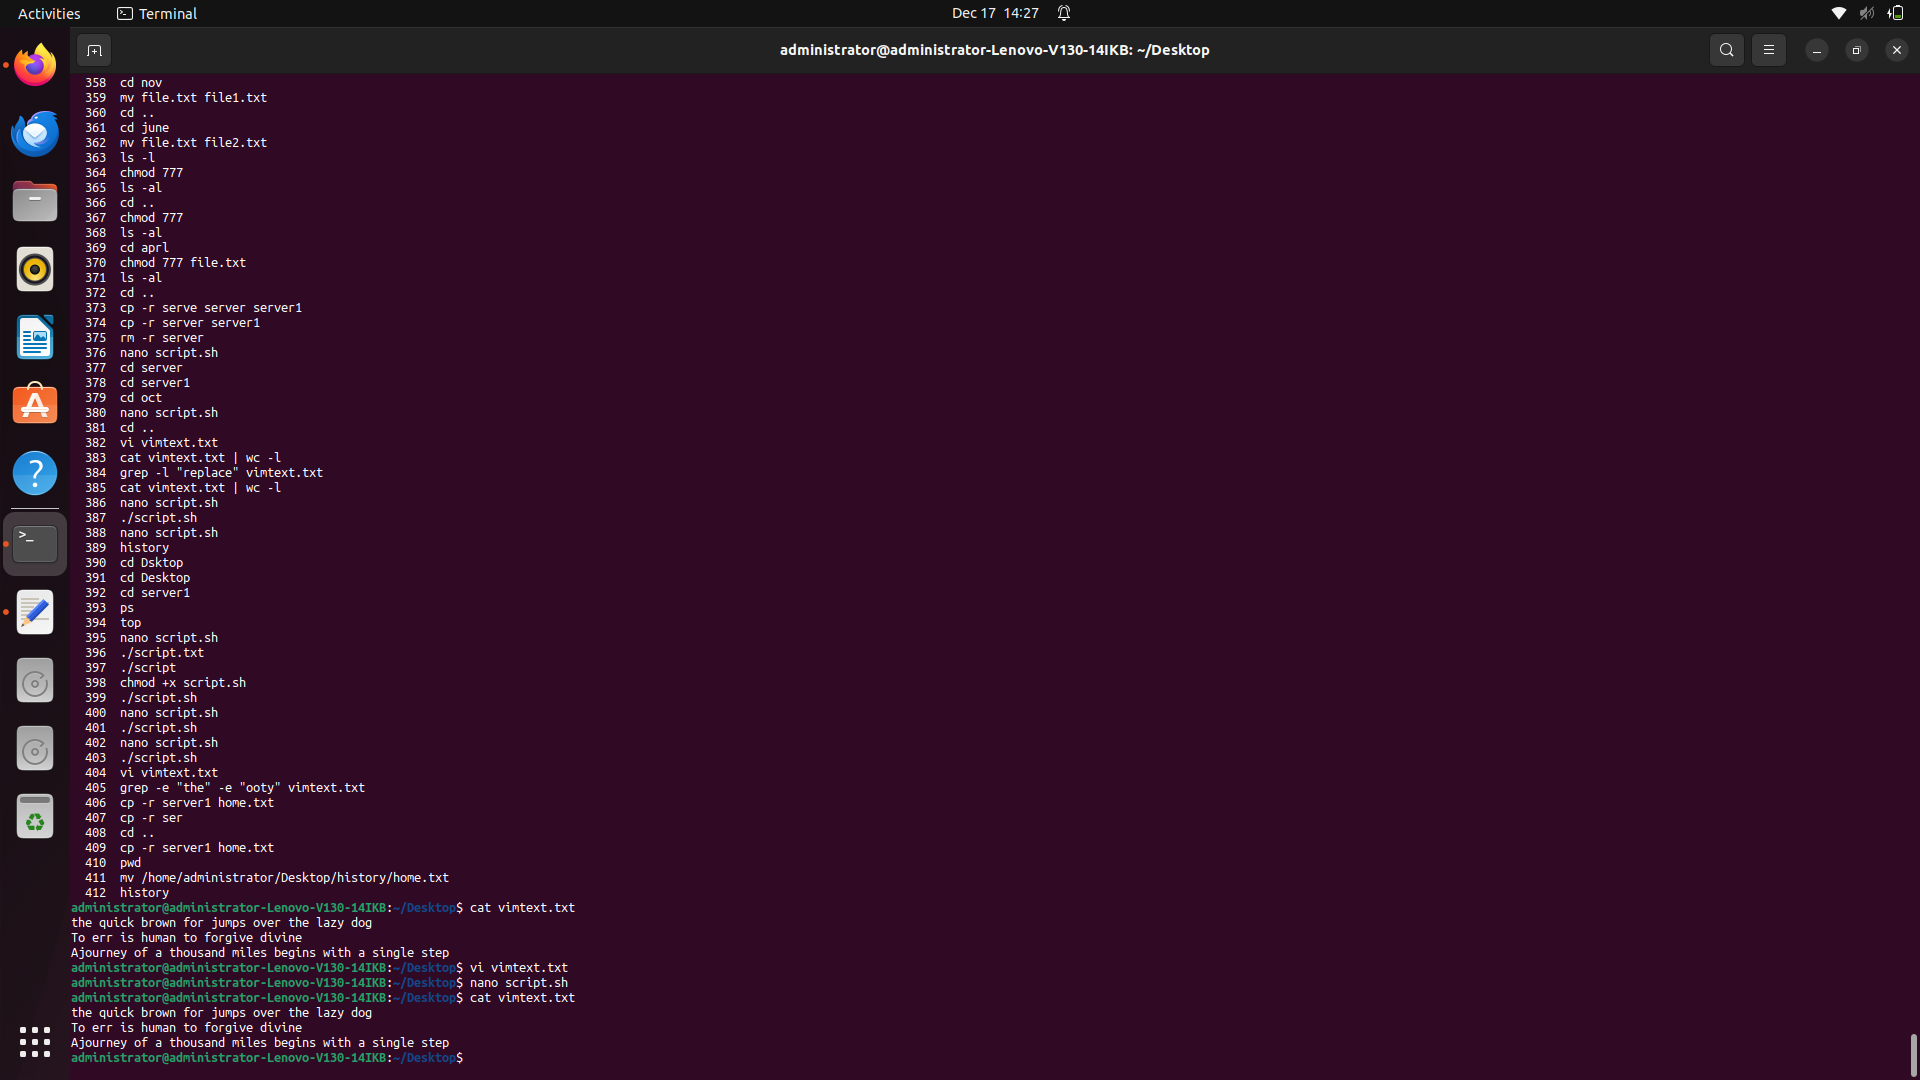 Activities
Terminal
Dec 17 14:27
administrator@administrator-Lenovo-V130-14IKB: ~/Desktop
358 cd nov
359 mv file.txt file1.txt
360 cd ..
361 cd june
362 mv file.txt file2.txt
363 ls -l
364 chmod 777
365 ls -al
366 cd ..
367 chmod 777
368 ls -al
369 cd aprl
370 chmod 777 file.txt
371 ls -al
372 cd ..
373 cp -r serve server server1
374 cp -r server server1
375 rm -r server
376 nano script.sh
377 cd server
378 cd server1
379 cd oct
380 nano script.sh
381 cd ..
382 vi vimtext.txt
383 cat vimtext.txt | wc -l
384 grep -l "replace" vimtext.txt
385 cat vimtext.txt | wc -l
386 nano script.sh
387 ./script.sh
388 nano script.sh
389 history
390 cd Dsktop
391 cd Desktop
392 cd server1
393 ps
394 top
395 nano script.sh
396 ./script.txt
397 ./script
398 chmod +x script.sh
399 ./script.sh
400 nano script.sh
401 ./script.sh
402 nano script.sh
403 ./script.sh
404 vi vimtext.txt
405 grep -e "the" -e "ooty" vimtext.txt
406 cp -r server1 home.txt
407 cp -r ser
408 cd ..
409 cp -r server1 home.txt
410 pwd
411 mv /home/administrator/Desktop/history/home.txt
412 history
administrator@administrator-Lenovo-V130-14IKB:~/Desktop$ cat vimtext.txt
the quick brown for jumps over the lazy dog
To err is human to forgive divine
Ajourney of a thousand miles begins with a single step
administrator@administrator-Lenovo-V130-14IKB:~/Desktop$ vi vimtext.txt
administrator@administrator-Lenovo-V130-14IKB:~/Desktop$ nano script.sh
administrator@administrator-Lenovo-V130-14IKB:~/Desktop$ cat vimtext.txt
the quick brown for jumps over the lazy dog
To err is human to forgive divine
Ajourney of a thousand miles begins with a single step
administrator@administrator-Lenovo-V130-14IKB:~/Desktop$